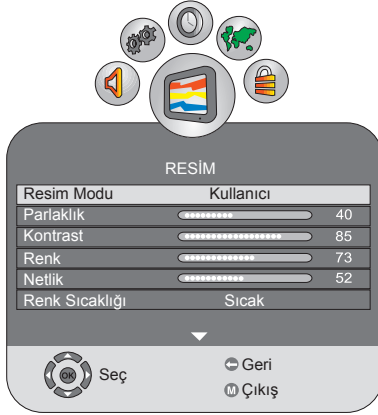 RESİM
Resim Modu Kullanıcı
Parlaklık 40
Kontrast 85
Renk 73
Netlik 52
Renk Sıcaklığı Sıcak
OK Seç
Geri
M Çıkış